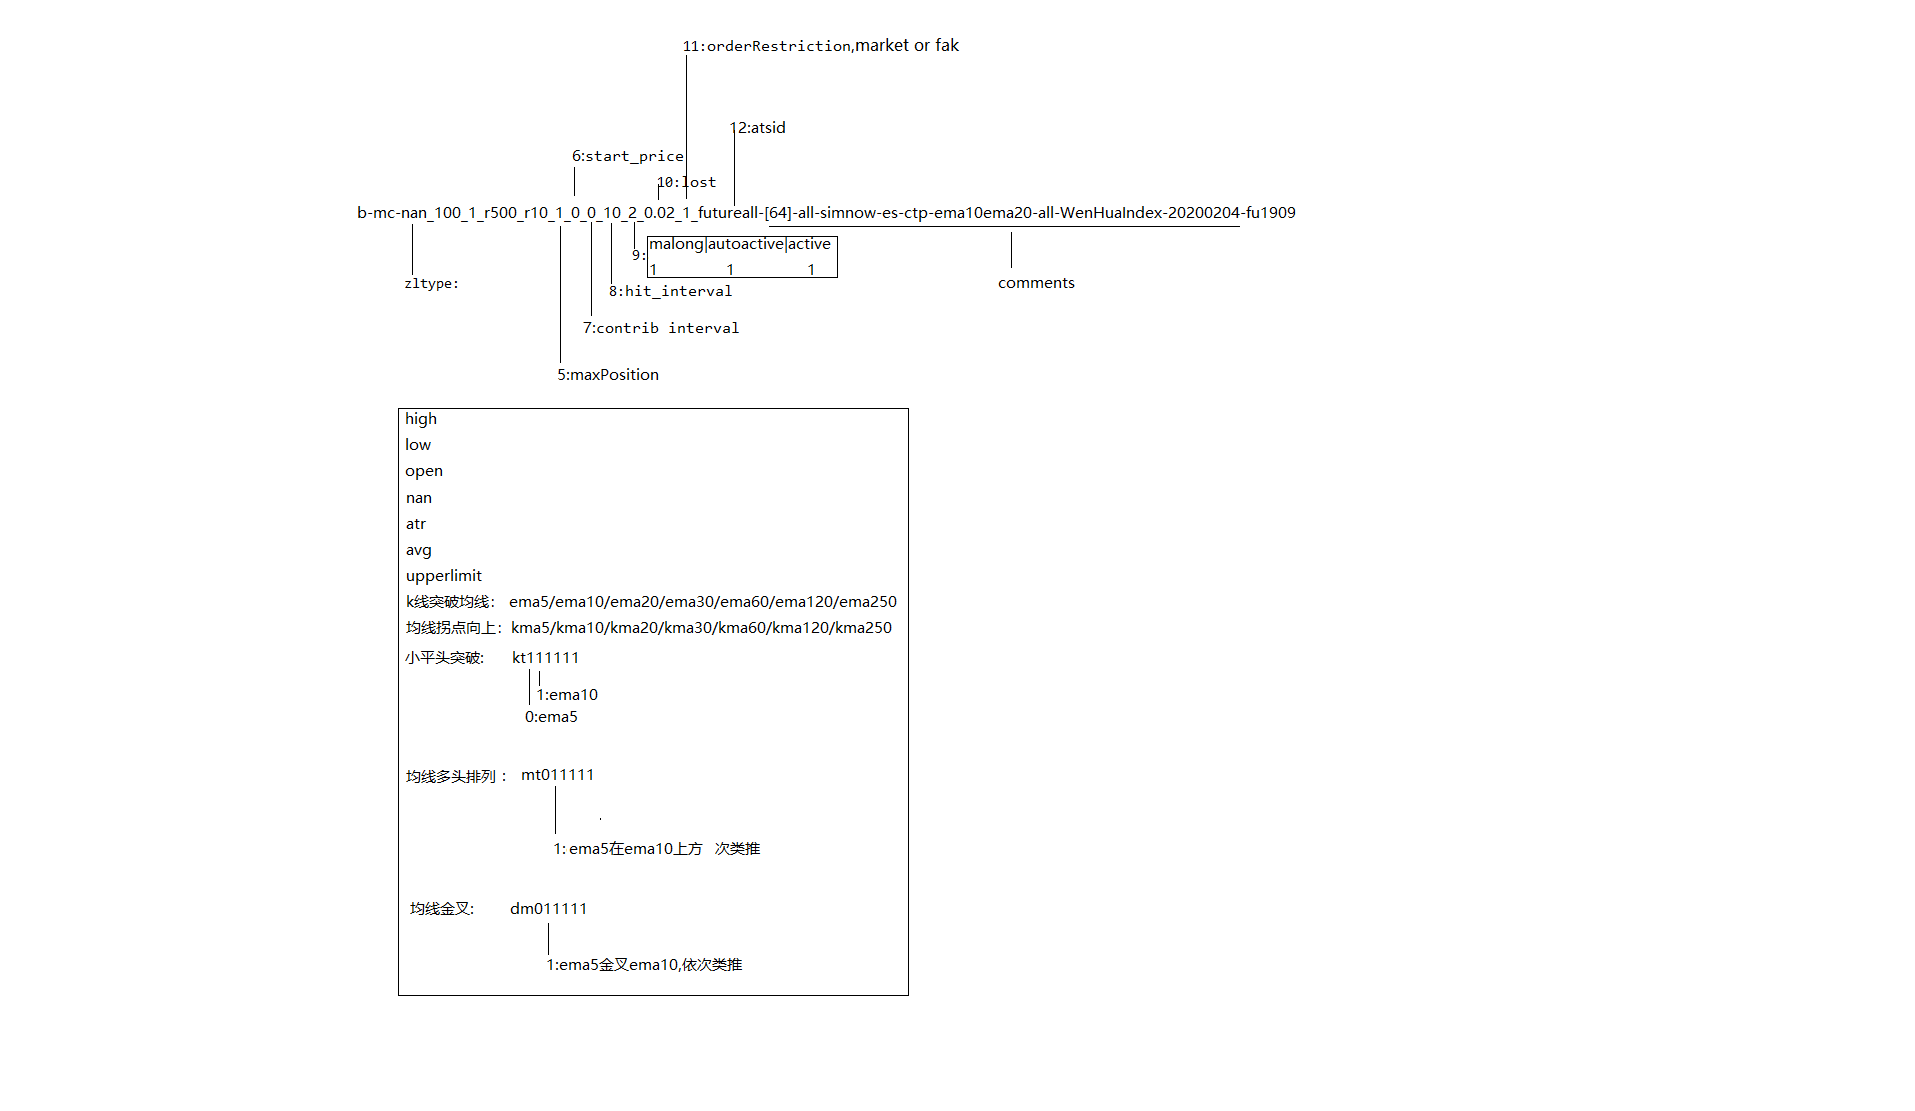 11:orderRestriction,market or fak
12:atsid
6:start_price
10:lost
b-mc-nan_100_1_r500_r10_1_0_0_10_2_0.02_1_futureall-[64]-all-simnow-es-ctp-ema10ema20-all-WenHuaIndex-20200204-fu1909
malong|autoactive|active
9:
1 1 1
zltype:
comments
8:hit_interval
7:contrib interval
5:maxPosition
high
low
open
nan
atr
avg
upperlimit
k线突破均线： ema5/ema10/ema20/ema30/ema60/ema120/ema250
均线拐点向上：kma5/kma10/kma20/kma30/kma60/kma120/kma250
小平头突破: kt111111
1:ema10
0:ema5
均线多头排列 ： mt011111
1: ema5在ema10上方 次类推
均线金叉: dm011111
1:ema5金叉ema10,依次类推